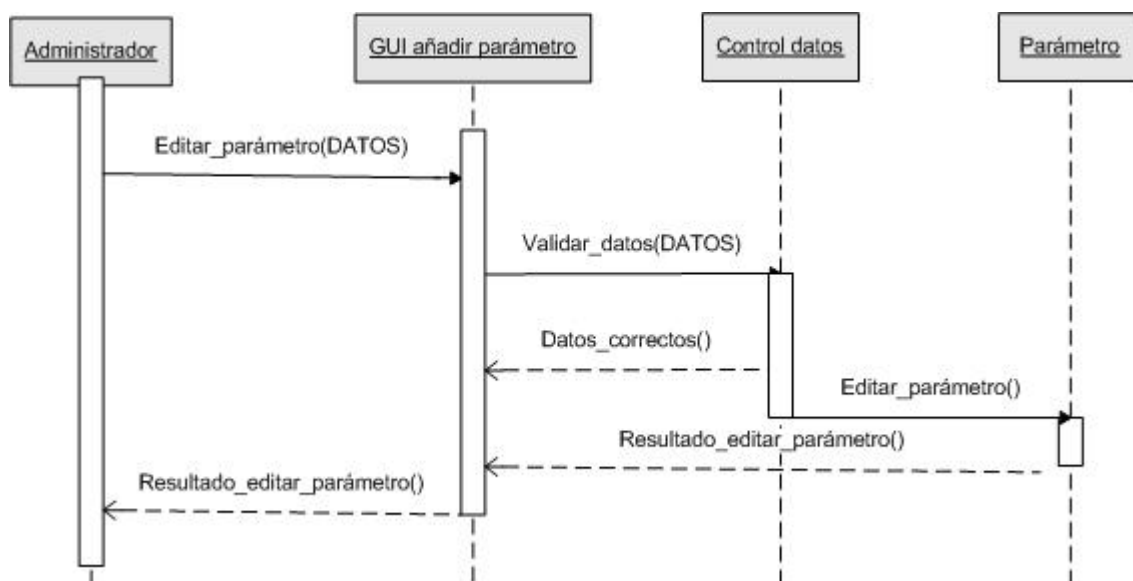 Administrador
GUI añadir parámetro
Control datos
Parámetro
Editar_parámetro(DATOS)
Validar_datos(DATOS)
Datos_correctos()
Editar_parámetro()
Resultado_editar_parámetro()
Resultado_editar_parámetro()